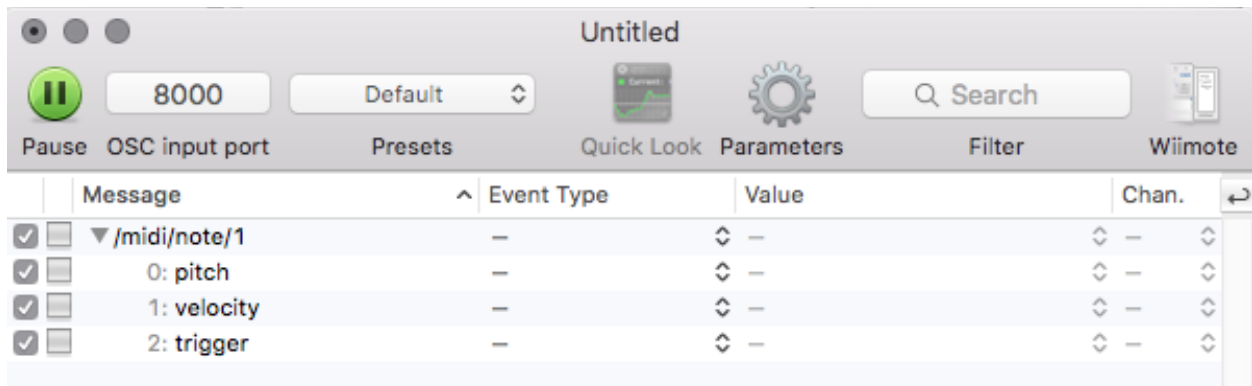 Untitled
8000 Default Search
Pause OSC input port Presets Quick Look Parameters Filter Wiimote
Message Event Type Value Chan.
/midi/note/1 – – –
0: pitch – – –
1: velocity – – –
2: trigger – – –